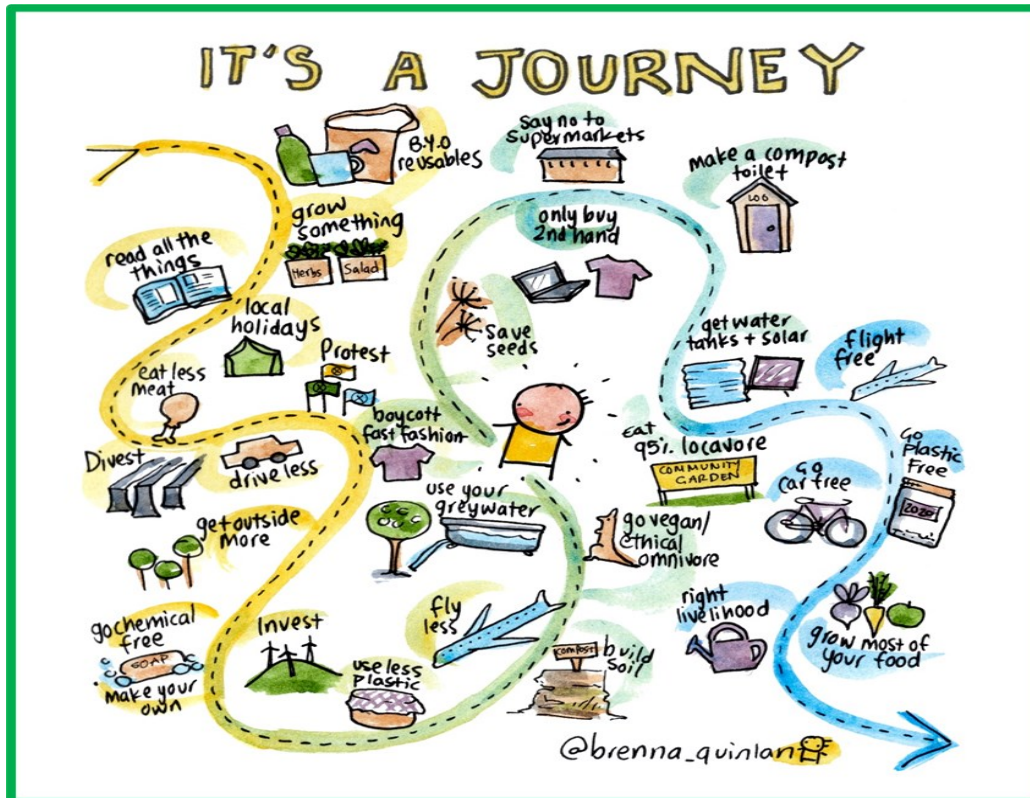 IT'S A JOURNEY
B.Y.O
reusables
say no to
supermarkets
make a compost
toilet
LOG
grow
something
Herbs
Salad
only buy
2nd hand
read all the
things
local
holidays
save
seeds
get water
tanks + solar
flight
free
Protest
eat less
meat
boycott
fast fashion
eat
95% locavore
COMMUNITY
GARDEN
Go
Plastic
Free
2020
Divest
drive less
use your
greywater
go
car free
get outside
more
go vegan/
ethical
omnivore
go chemical
free
SOAP
make your
own
Invest
fly
less
right
livelihood
grow most of
your food
use less
plastic
compost
build
soil
@brenna_quinlan